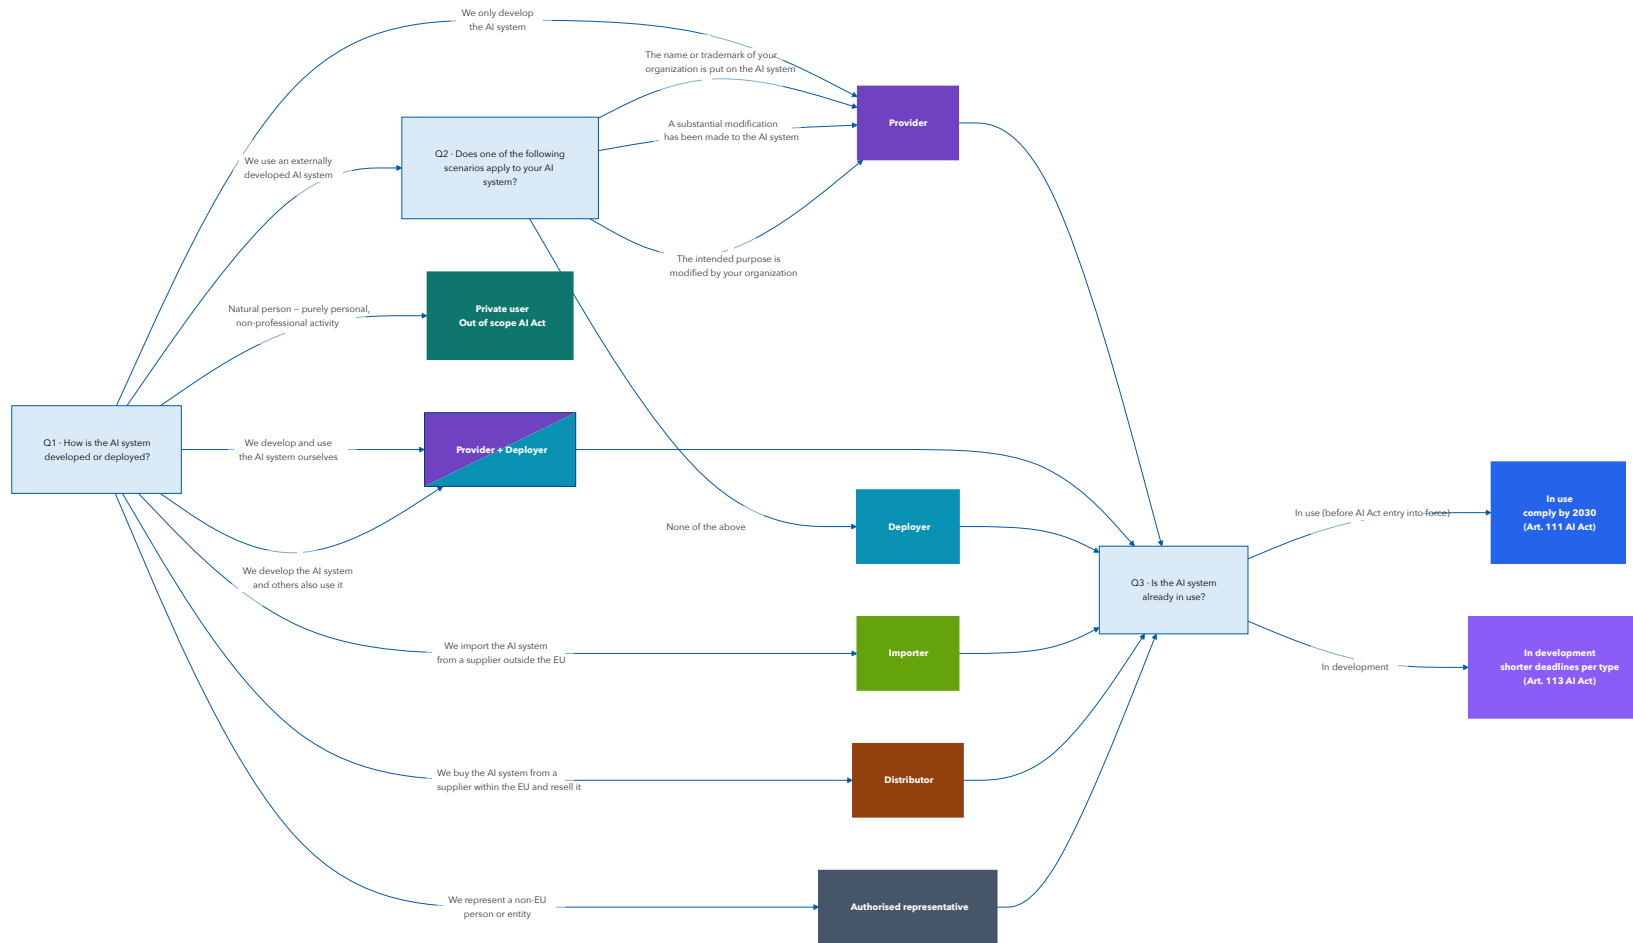 We only develop
the AI system
The name or trademark of your
organization is put on the AI system
Provider
A substantial modification
has been made to the AI system
Q2 · Does one of the following
scenarios apply to your AI
system?
We use an externally
developed AI system
The intended purpose is
modified by your organization
Natural person – purely personal,
non-professional activity
Private user
Out of scope AI Act
Q1 · How is the AI system
developed or deployed?
We develop and use
the AI system ourselves
Provider + Deployer
None of the above
Deployer
In use (before AI Act entry into force)
In use
comply by 2030
(Art. 111 AI Act)
We develop the AI system
and others also use it
Q3 · Is the AI system
already in use?
We import the AI system
from a supplier outside the EU
Importer
In development
In development
shorter deadlines per type
(Art. 113 AI Act)
We buy the AI system from a
supplier within the EU and resell it
Distributor
We represent a non-EU
person or entity
Authorised representative